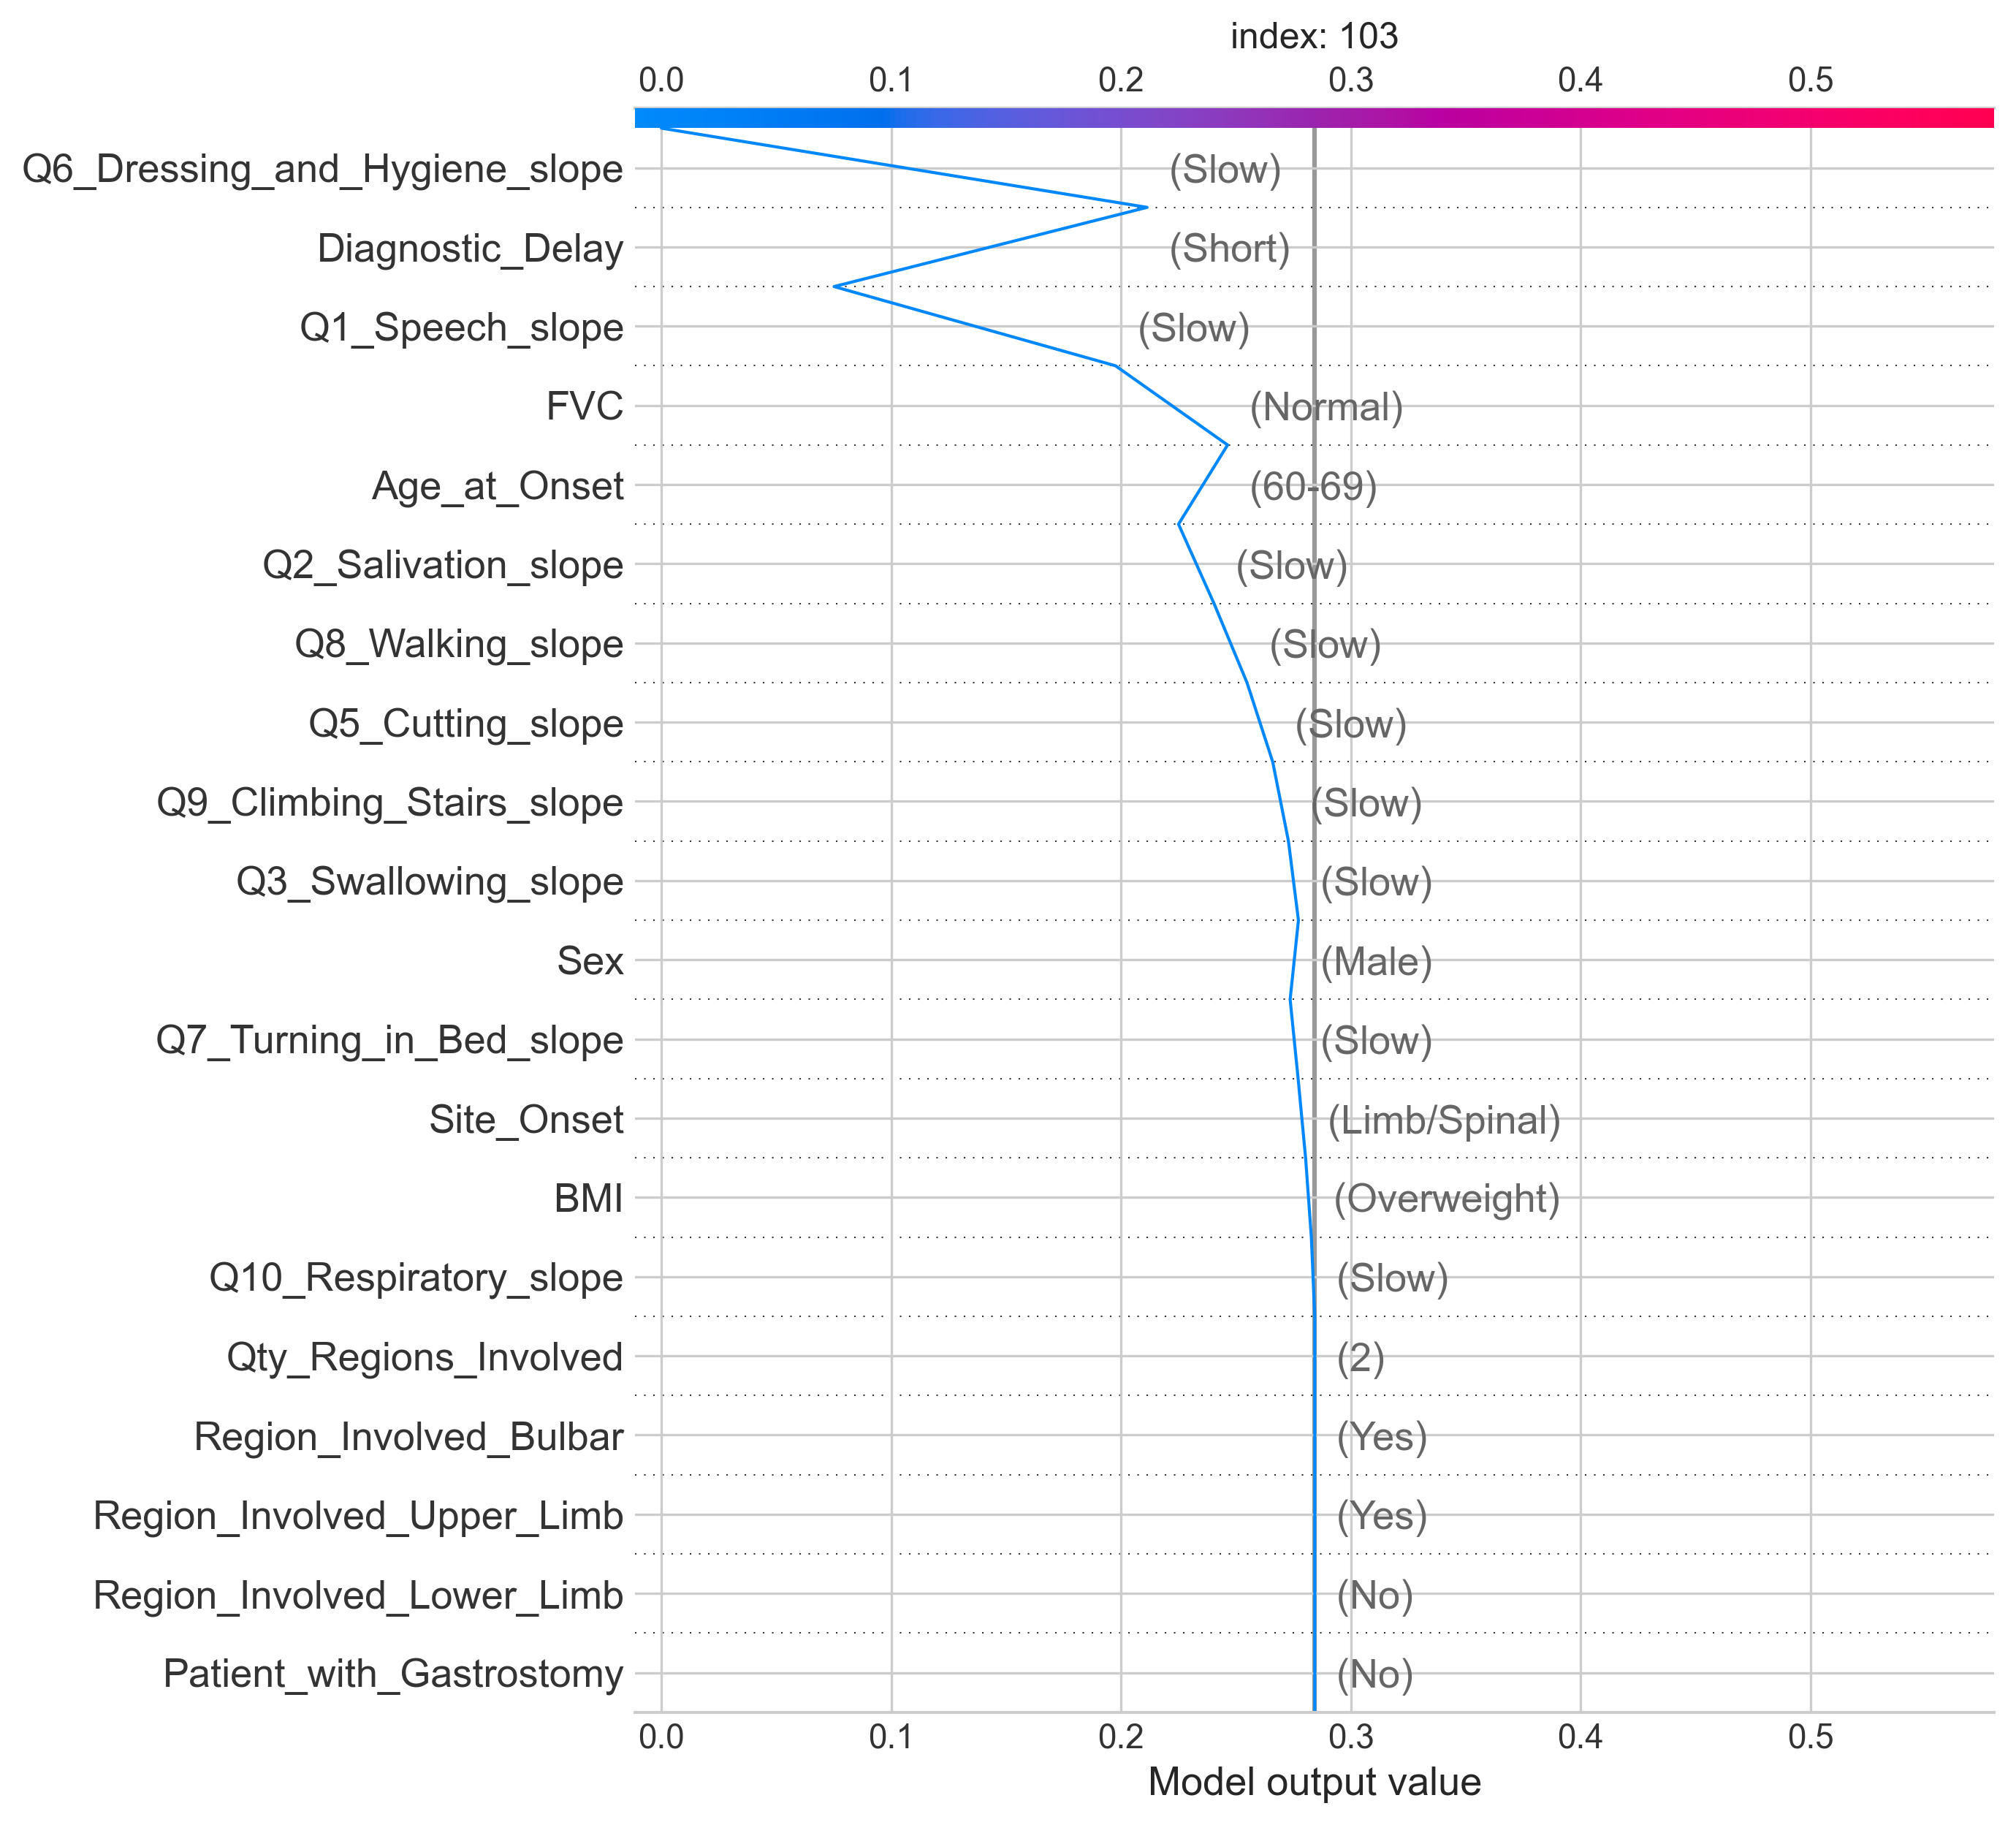 index: 103
0.0 0.1 0.2 0.3 0.4 0.5
Q6_Dressing_and_Hygiene_slope (Slow)
Diagnostic_Delay (Short)
Q1_Speech_slope (Slow)
FVC (Normal)
Age_at_Onset (60-69)
Q2_Salivation_slope (Slow)
Q8_Walking_slope (Slow)
Q5_Cutting_slope (Slow)
Q9_Climbing_Stairs_slope (Slow)
Q3_Swallowing_slope (Slow)
Sex (Male)
Q7_Turning_in_Bed_slope (Slow)
Site_Onset (Limb/Spinal)
BMI (Overweight)
Q10_Respiratory_slope (Slow)
Qty_Regions_Involved (2)
Region_Involved_Bulbar (Yes)
Region_Involved_Upper_Limb (Yes)
Region_Involved_Lower_Limb (No)
Patient_with_Gastrostomy (No)
0.0 0.1 0.2 0.3 0.4 0.5
Model output value